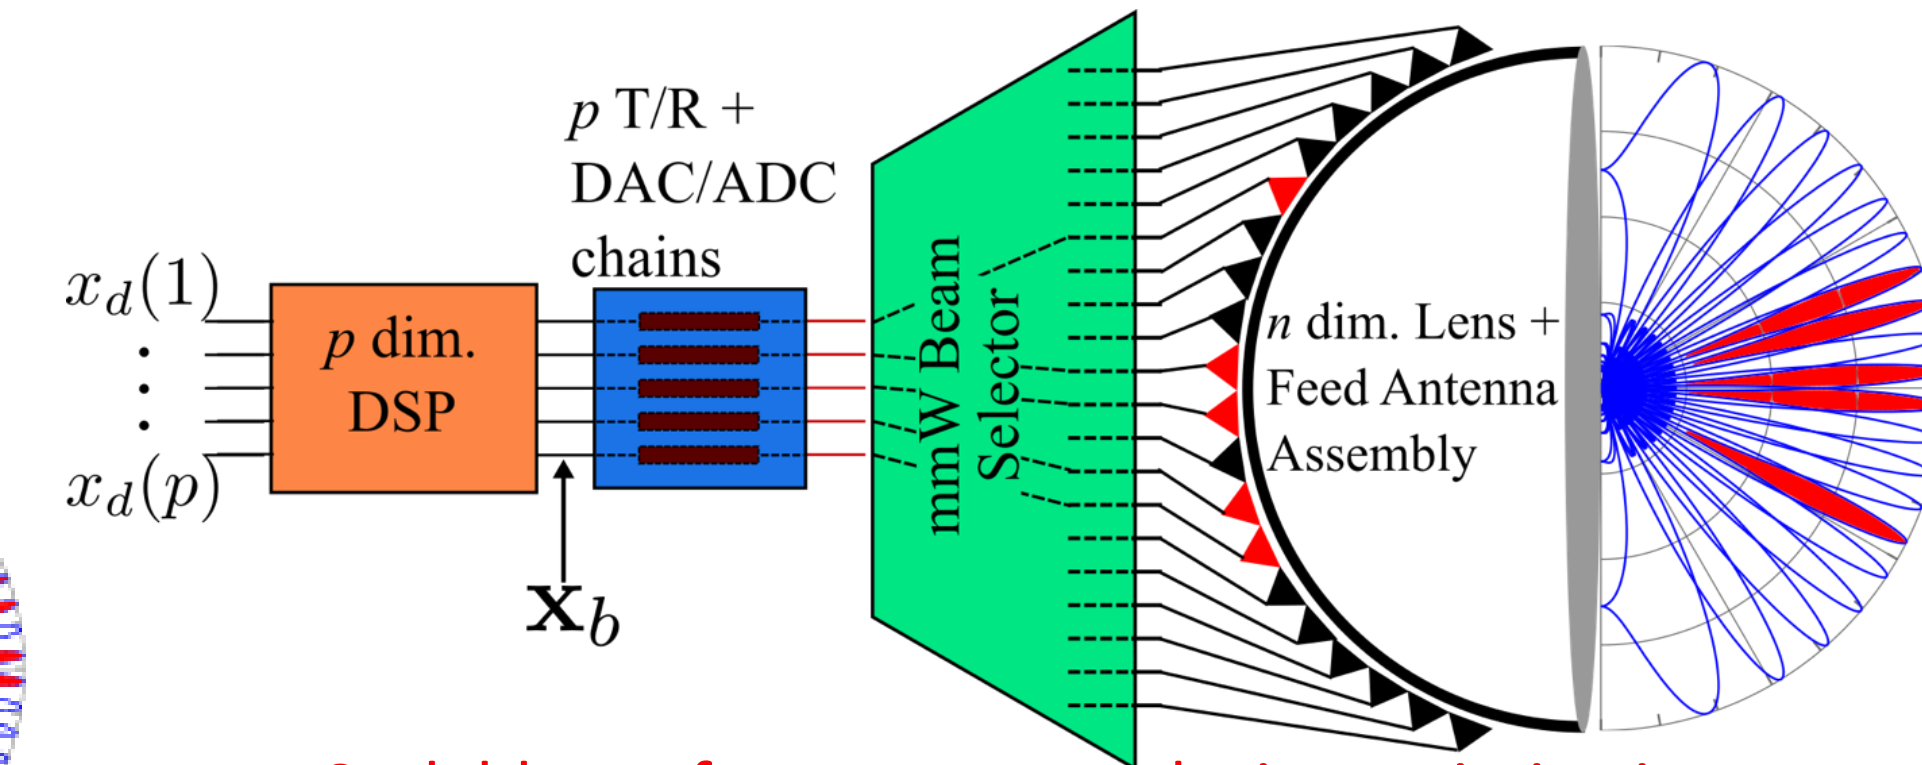 p T/R +
DAC/ADC
chains
x_d(1)
⋮
x_d(p)
p dim.
DSP
x_b
mmW Beam
Selector
n dim. Lens +
Feed Antenna
Assembly